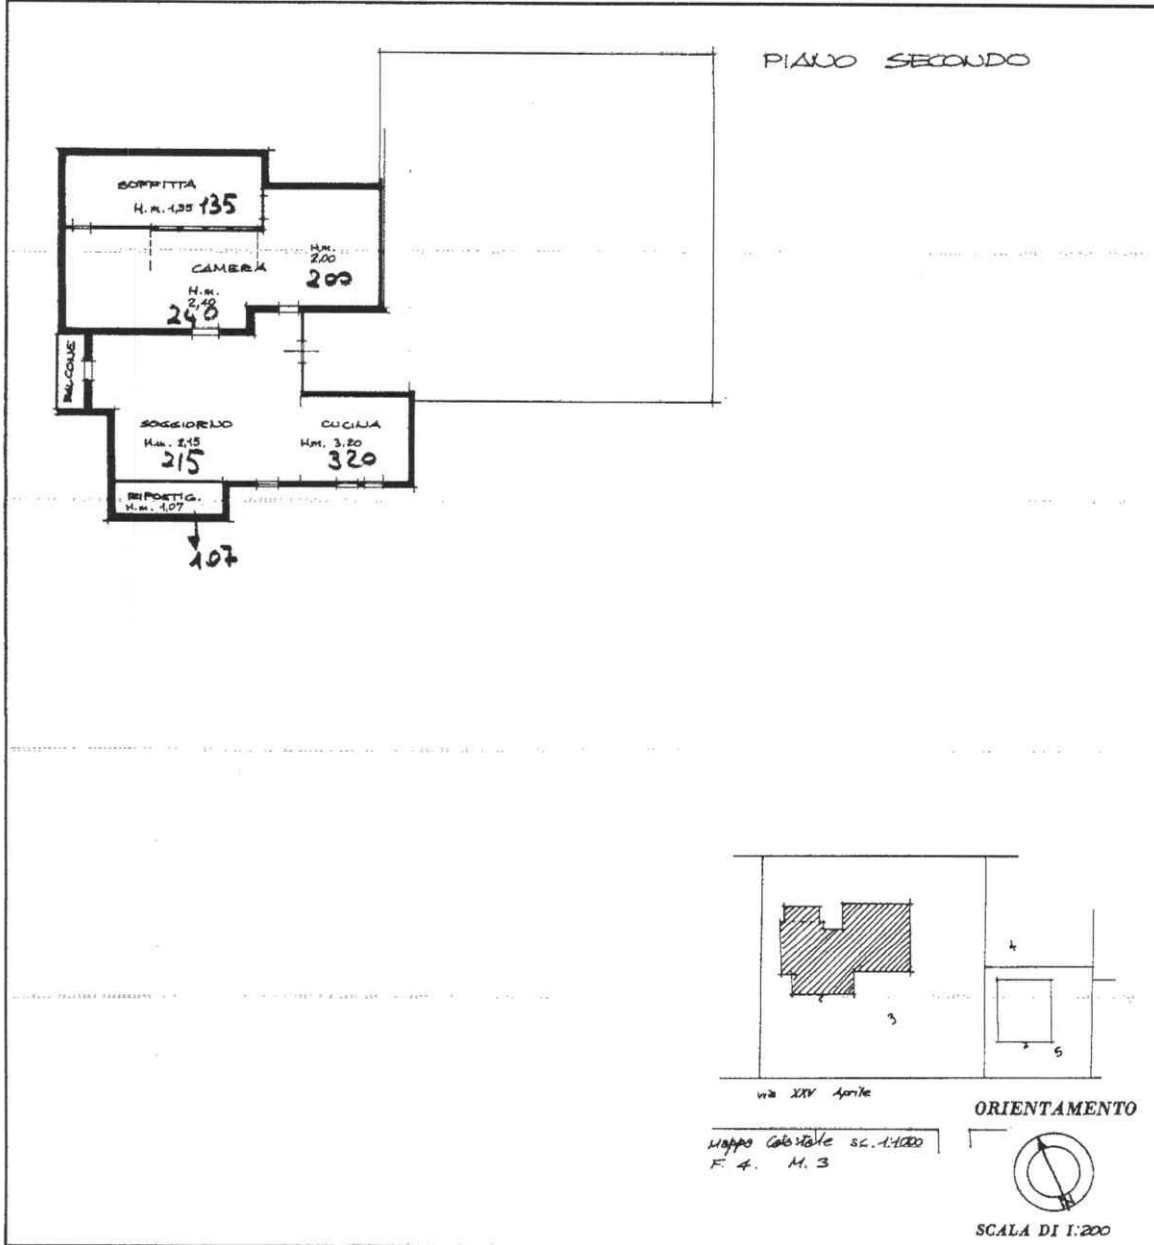 PIANO SECONDO
SOFFITTA
H.m. 1,35 135
H.m.
2,00
200
CAMERA
H.m.
2,40
240
BALCONE
SOGGIORNO
H.m. 2,15
215
CUCINA
H.m. 3.20
320
RIPOSTIG.
H.m. 1,07
107
4
3
5
via XXV Aprile
ORIENTAMENTO
Mappa Catastale sc. 1:1000
F. 4. M. 3
N
SCALA DI 1:200